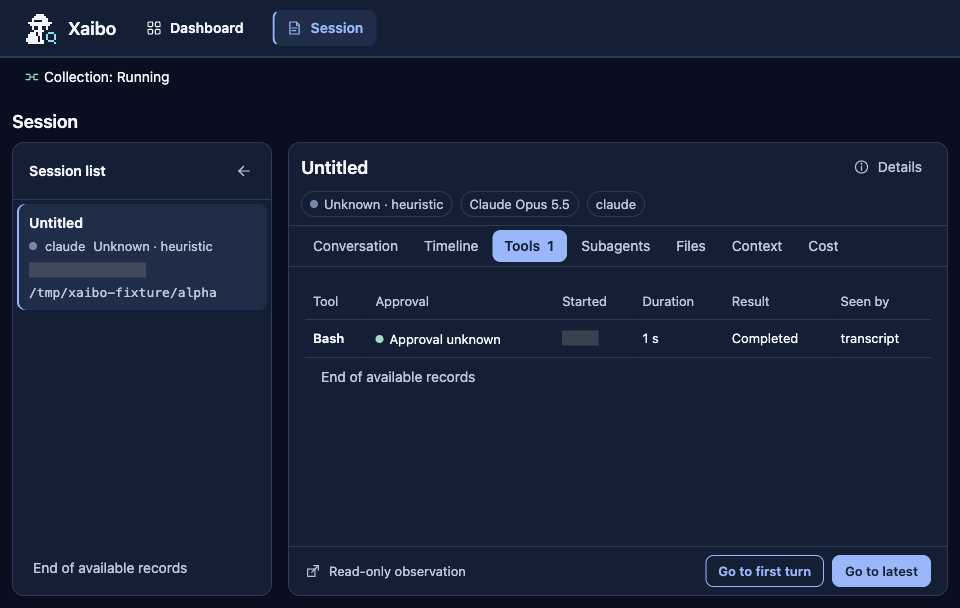 Xaibo
Dashboard
Session
Collection: Running
Session
Session list
Untitled
claude Unknown · heuristic
/tmp/xaibo-fixture/alpha
End of available records
Untitled
Details
Unknown · heuristic
Claude Opus 5.5
claude
Conversation Timeline Tools 1 Subagents Files Context Cost
Tool Approval Started Duration Result Seen by
Bash Approval unknown 1 s Completed transcript
End of available records
Read-only observation
Go to first turn
Go to latest